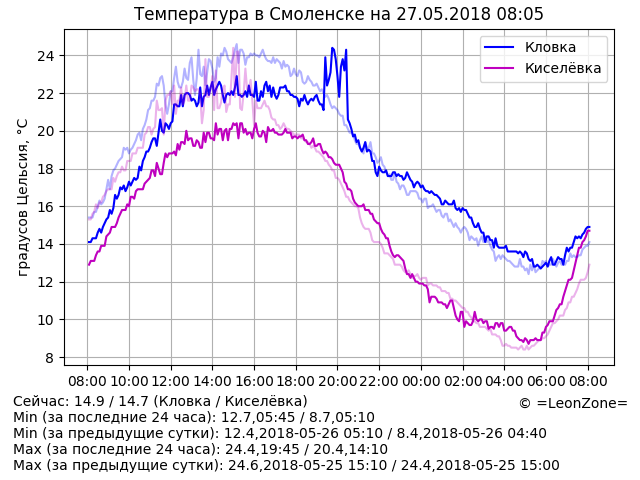 Температура в Смоленске на 27.05.2018 08:05
градусов Цельсия, °C
24
22
20
18
16
14
12
10
8
Кловка
Киселёвка
08:00 10:00 12:00 14:00 16:00 18:00 20:00 22:00 00:00 02:00 04:00 06:00 08:00
Сейчас: 14.9 / 14.7 (Кловка / Киселёвка)
© =LeonZone=
Min (за последние 24 часа): 12.7,05:45 / 8.7,05:10
Min (за предыдущие сутки): 12.4,2018-05-26 05:10 / 8.4,2018-05-26 04:40
Max (за последние 24 часа): 24.4,19:45 / 20.4,14:10
Max (за предыдущие сутки): 24.6,2018-05-25 15:10 / 24.4,2018-05-25 15:00